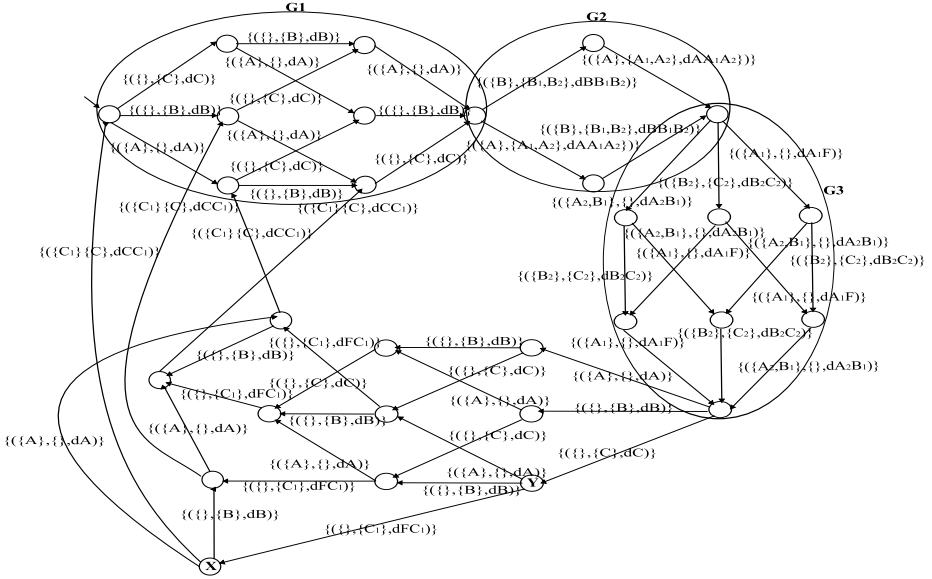 G1
G2
{({},{B},dB)}
{({A},{},dA)}
{({A},{A1,A2},dAA1A2})}
{({A},{},dA)}
{({},{C},dC)}
{({B},{B1,B2},dBB1B2)}
{({},{C},dC)}
{({},{B},dB)}
{({},{B},dB)}
{({A},{},dA)}
{({B},{B1,B2},dBB1B2)}
{({A},{},dA)}
{({A},{A1,A2},dAA1A2})}
{({A1},{},dA1F)}
{({},{C},dC)}
{({},{C},dC)}
{({B2},{C2},dB2C2)}
G3
{({},{B},dB)}
{({A2,B1},{},dA2B1)}
{({C1}{C},dCC1)}
{({C1}{C},dCC1)}
{({C1}{C},dCC1)}
{({A2,B1},{},dA2B1)}
{({A2,B1},{},dA2B1)}
{({C1}{C},dCC1)}
{({A1},{},dA1F)}
{({B2},{C2},dB2C2)}
{({B2},{C2},dB2C2)}
{({A1},{},dA1F)}
{({B2},{C2},dB2C2)}
{({},{C1},dFC1)}
{({},{B},dB)}
{({A1},{},dA1F)}
{({},{B},dB)}
{({A2,B1},{},dA2B1)}
{({},{C},dC)}
{({},{C},dC)}
{({A},{},dA)}
{({},{C1},dFC1)}
{({A},{},dA)}
{({},{B},dB)}
{({},{B},dB)}
{({A},{},dA)}
{({},{C},dC)}
{({A},{},dA)}
{({},{C},dC)}
{({A},{},dA)}
{({A},{},dA)}
{({},{C1},dFC1)}
{({},{B},dB)}
Y
{({},{B},dB)}
{({},{C1},dFC1)}
X